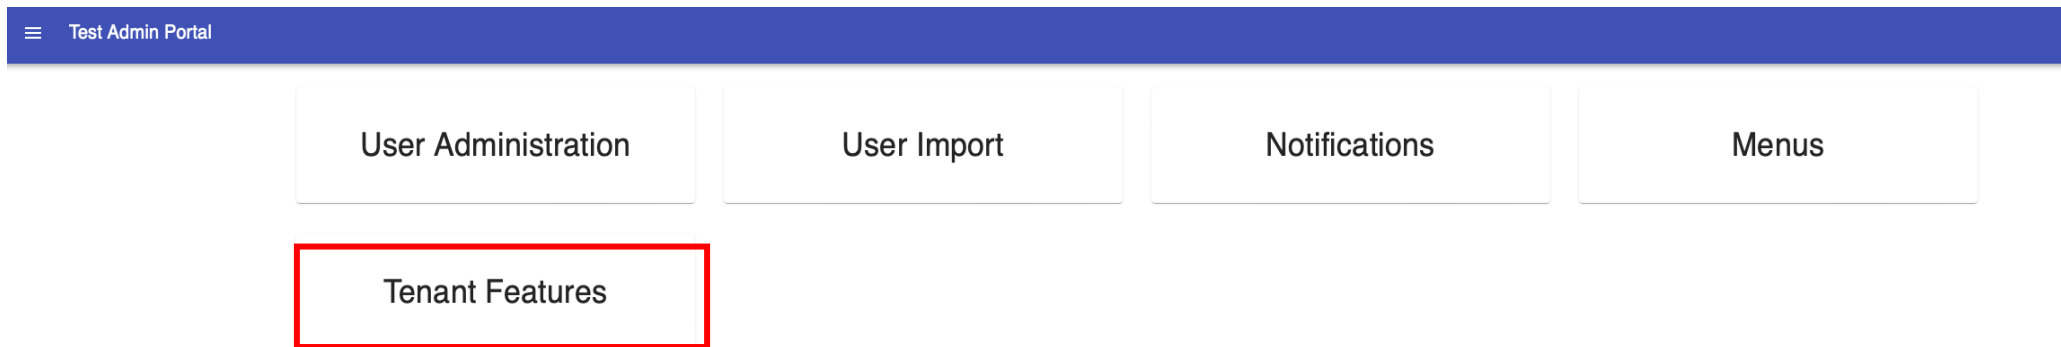 Test Admin Portal
User Administration
User Import
Notifications
Menus
Tenant Features